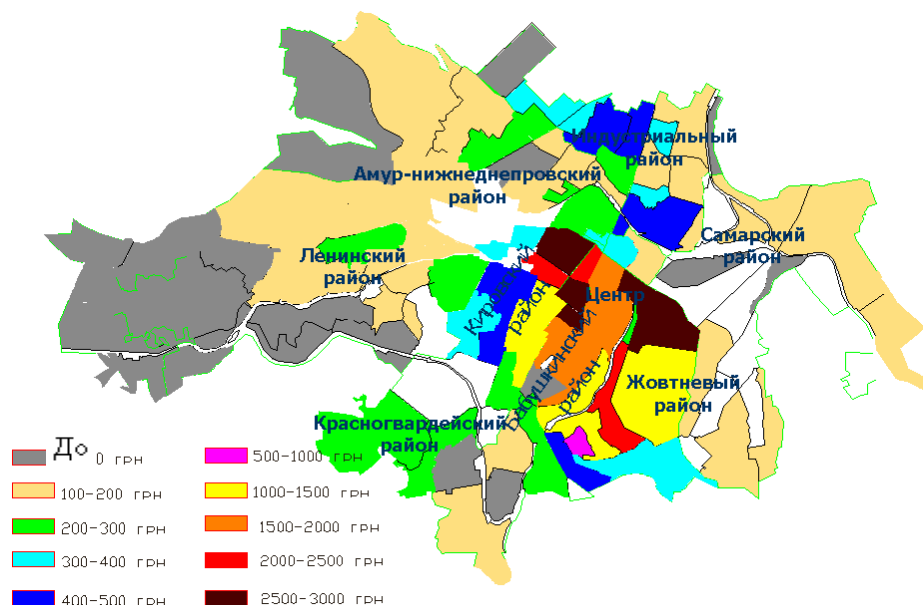 Индустриальный
район
Амур-нижнеднепровский
район
Самарский
район
Ленинский
район
Кировский
район
Центр
Бабушкинский
район
Жовтневый
район
Красногвардейский
район
До 0 грн
100-200 грн
200-300 грн
300-400 грн
400-500 грн
500-1000 грн
1000-1500 грн
1500-2000 грн
2000-2500 грн
2500-3000 грн